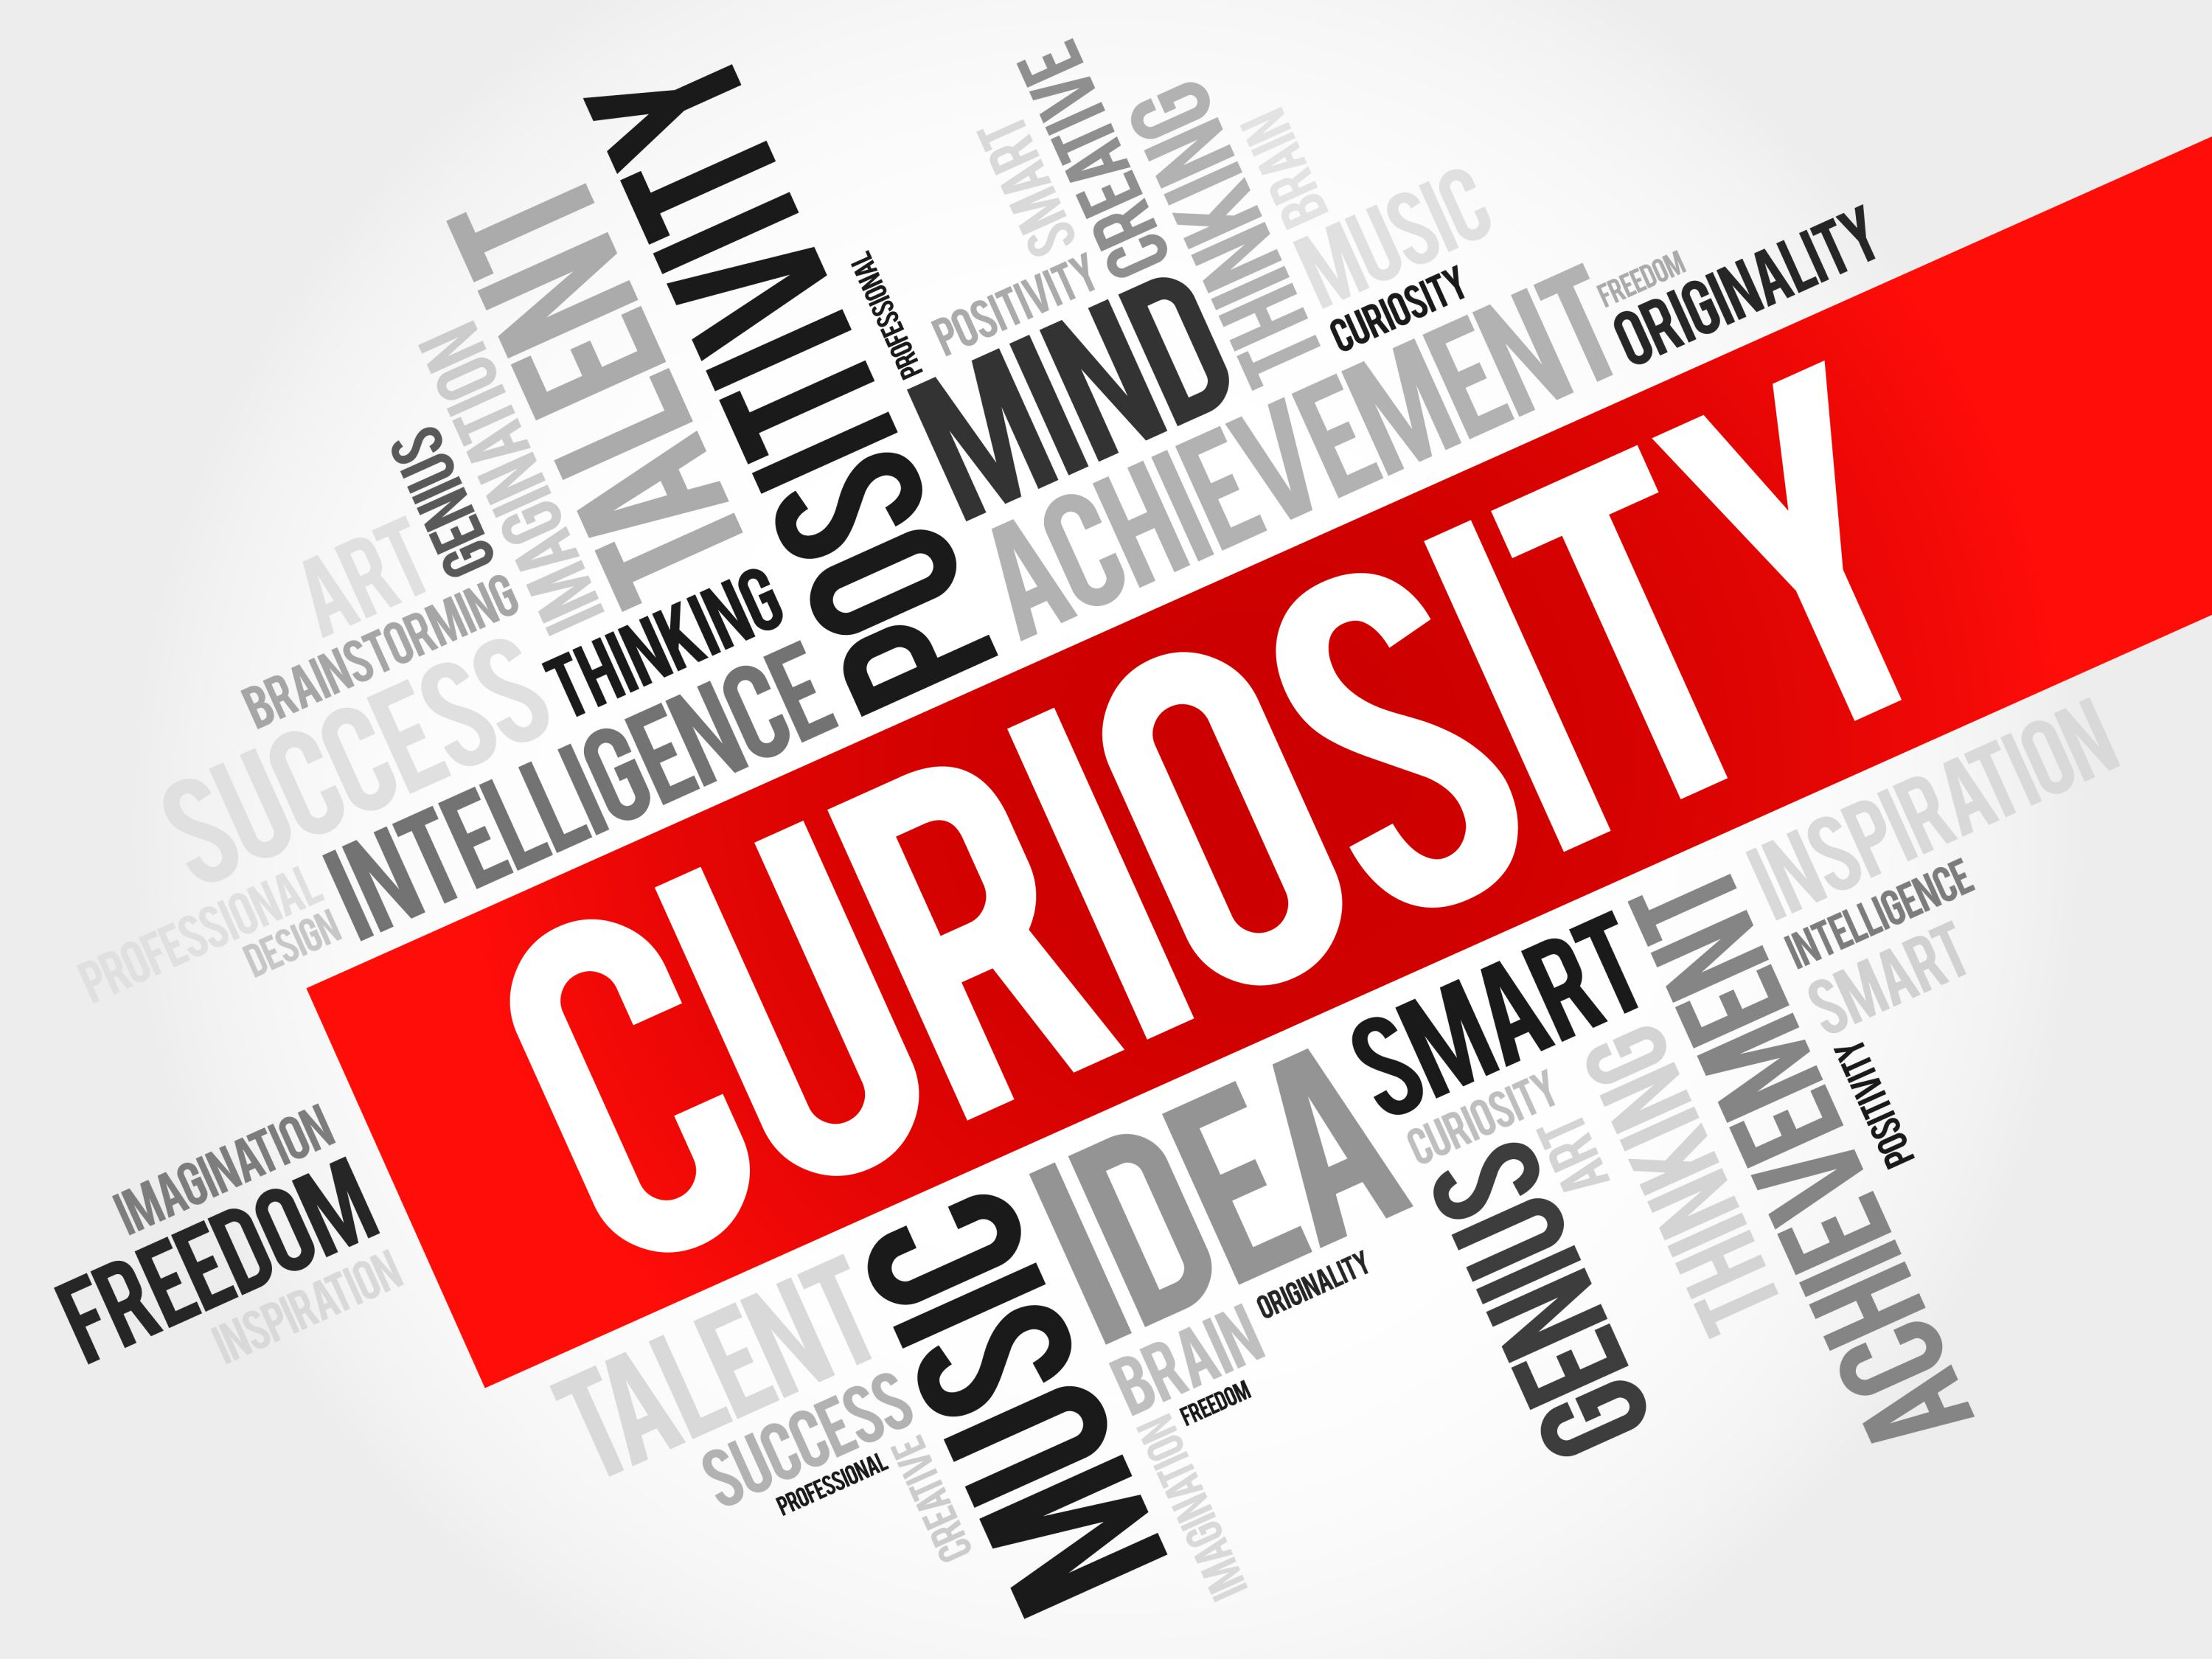 SMART
CREATIVE
THINKING
BRAIN
MUSIC
POSITIVITY
TALENT
PROFESSIONAL
POSITIVITY
MIND
CURIOSITY
FREEDOM
ORIGINALITY
ACHIEVEMENT
GENIUS
IMAGINATION
ART
BRAINSTORMING
THINKING
SUCCESS
INTELLIGENCE
PROFESSIONAL
DESIGN
CURIOSITY
INSPIRATION
INTELLIGENCE
SMART
SMART
ACHIEVEMENT
POSITIVITY
CURIOSITY
ART
THINKING
GENIUS
IMAGINATION
FREEDOM
INSPIRATION
IDEA
ORIGINALITY
TALENT
MUSIC
BRAIN
FREEDOM
SUCCESS
PROFESSIONAL
CREATIVE
IMAGINATION